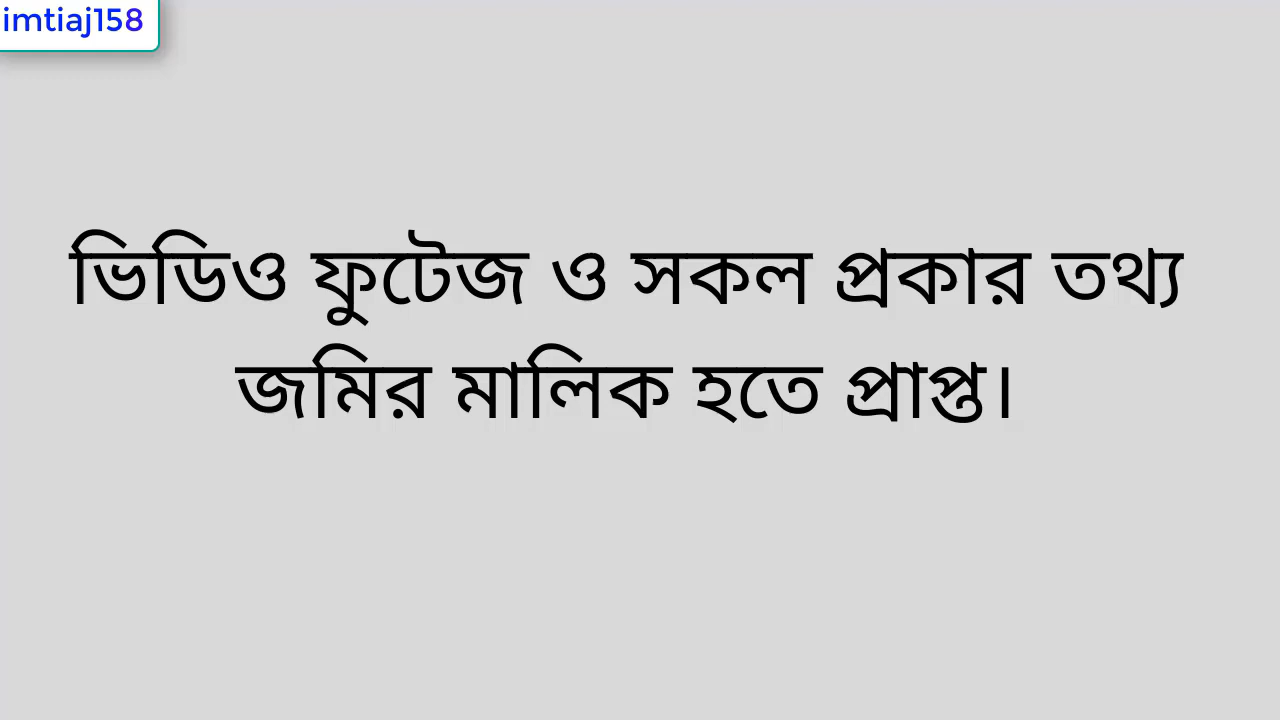 imtiaj158
ভিডিও ফুটেজ ও সকল প্রকার তথ্য
জমির মালিক হতে প্রাপ্ত।